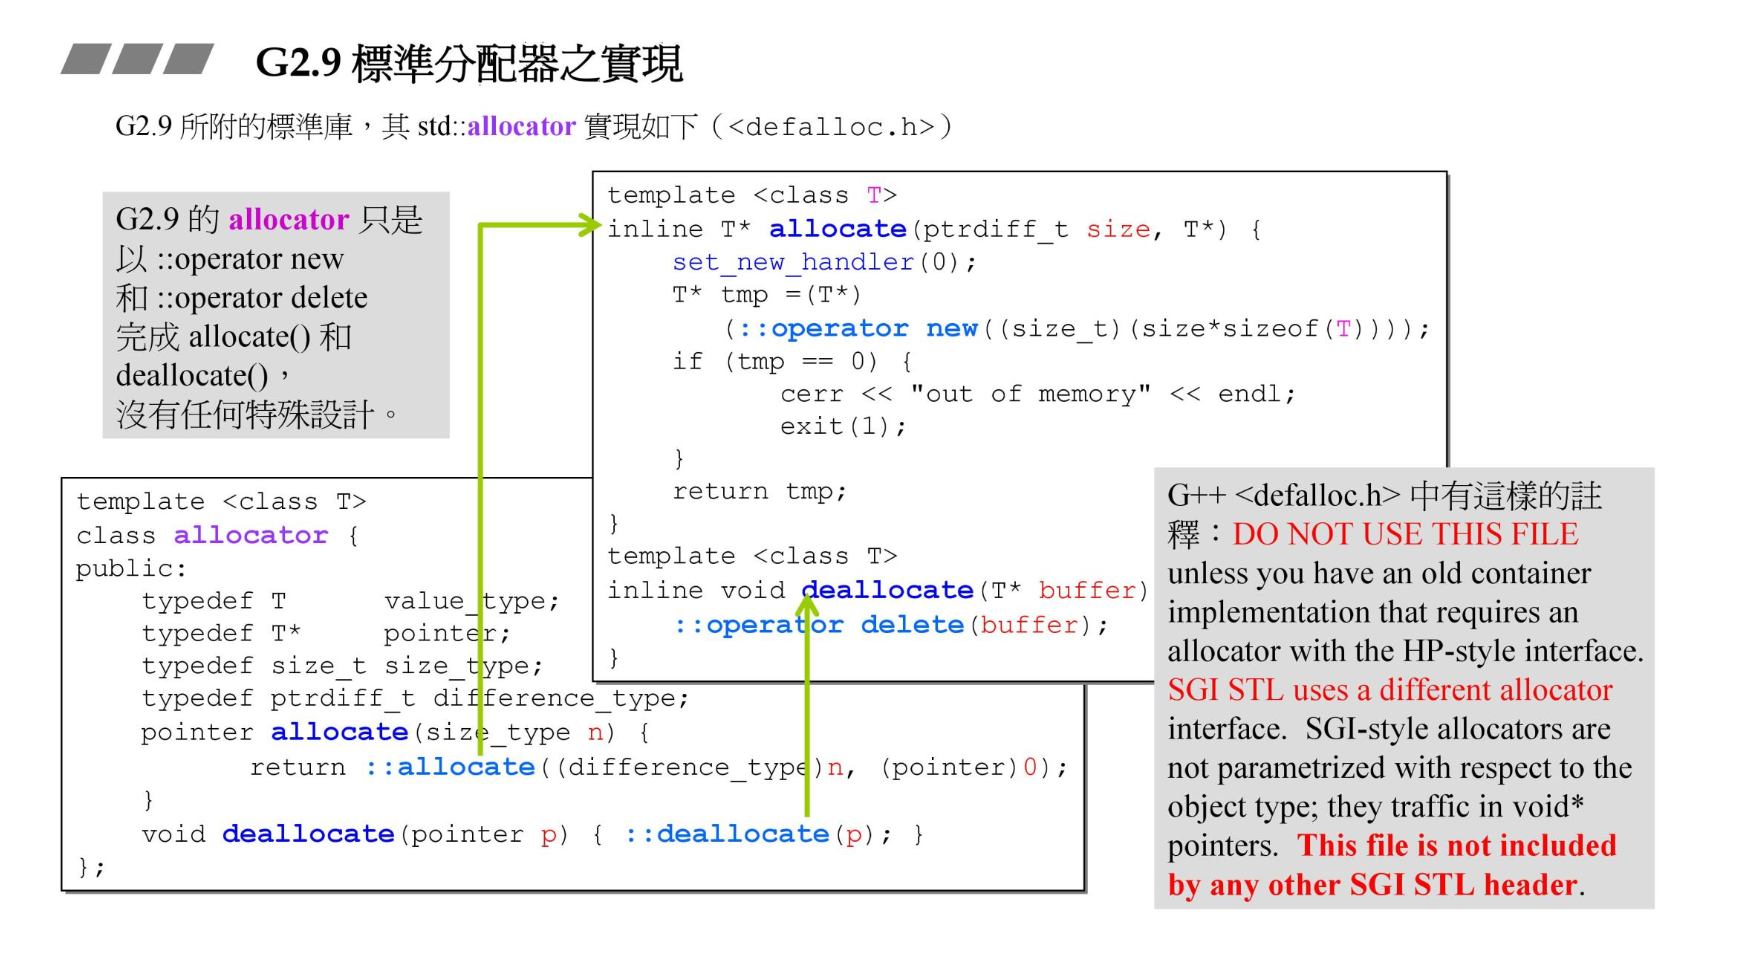 G2.9 標準分配器之實現
G2.9 所附的標準庫，其 std::allocator 實現如下（<defalloc.h>）
G2.9 的 allocator 只是
以 ::operator new
和 ::operator delete
完成 allocate() 和
deallocate()，
沒有任何特殊設計。
template <class T>
inline T* allocate(ptrdiff_t size, T*) {
    set_new_handler(0);
    T* tmp =(T*)
       (::operator new((size_t)(size*sizeof(T))));
    if (tmp == 0) {
          cerr << "out of memory" << endl;
          exit(1);
    }
    return tmp;
}
template <class T>
inline void deallocate(T* buffer)
    ::operator delete(buffer);
}
template <class T>
class allocator {
public:
    typedef T      value_type;
    typedef T*     pointer;
    typedef size_t size_type;
    typedef ptrdiff_t difference_type;
    pointer allocate(size_type n) {
          return ::allocate((difference_type)n, (pointer)0);
    }
    void deallocate(pointer p) { ::deallocate(p); }
};
G++ <defalloc.h> 中有這樣的註
釋：DO NOT USE THIS FILE
unless you have an old container
implementation that requires an
allocator with the HP-style interface.
SGI STL uses a different allocator
interface.  SGI-style allocators are
not parametrized with respect to the
object type; they traffic in void*
pointers.  This file is not included
by any other SGI STL header.